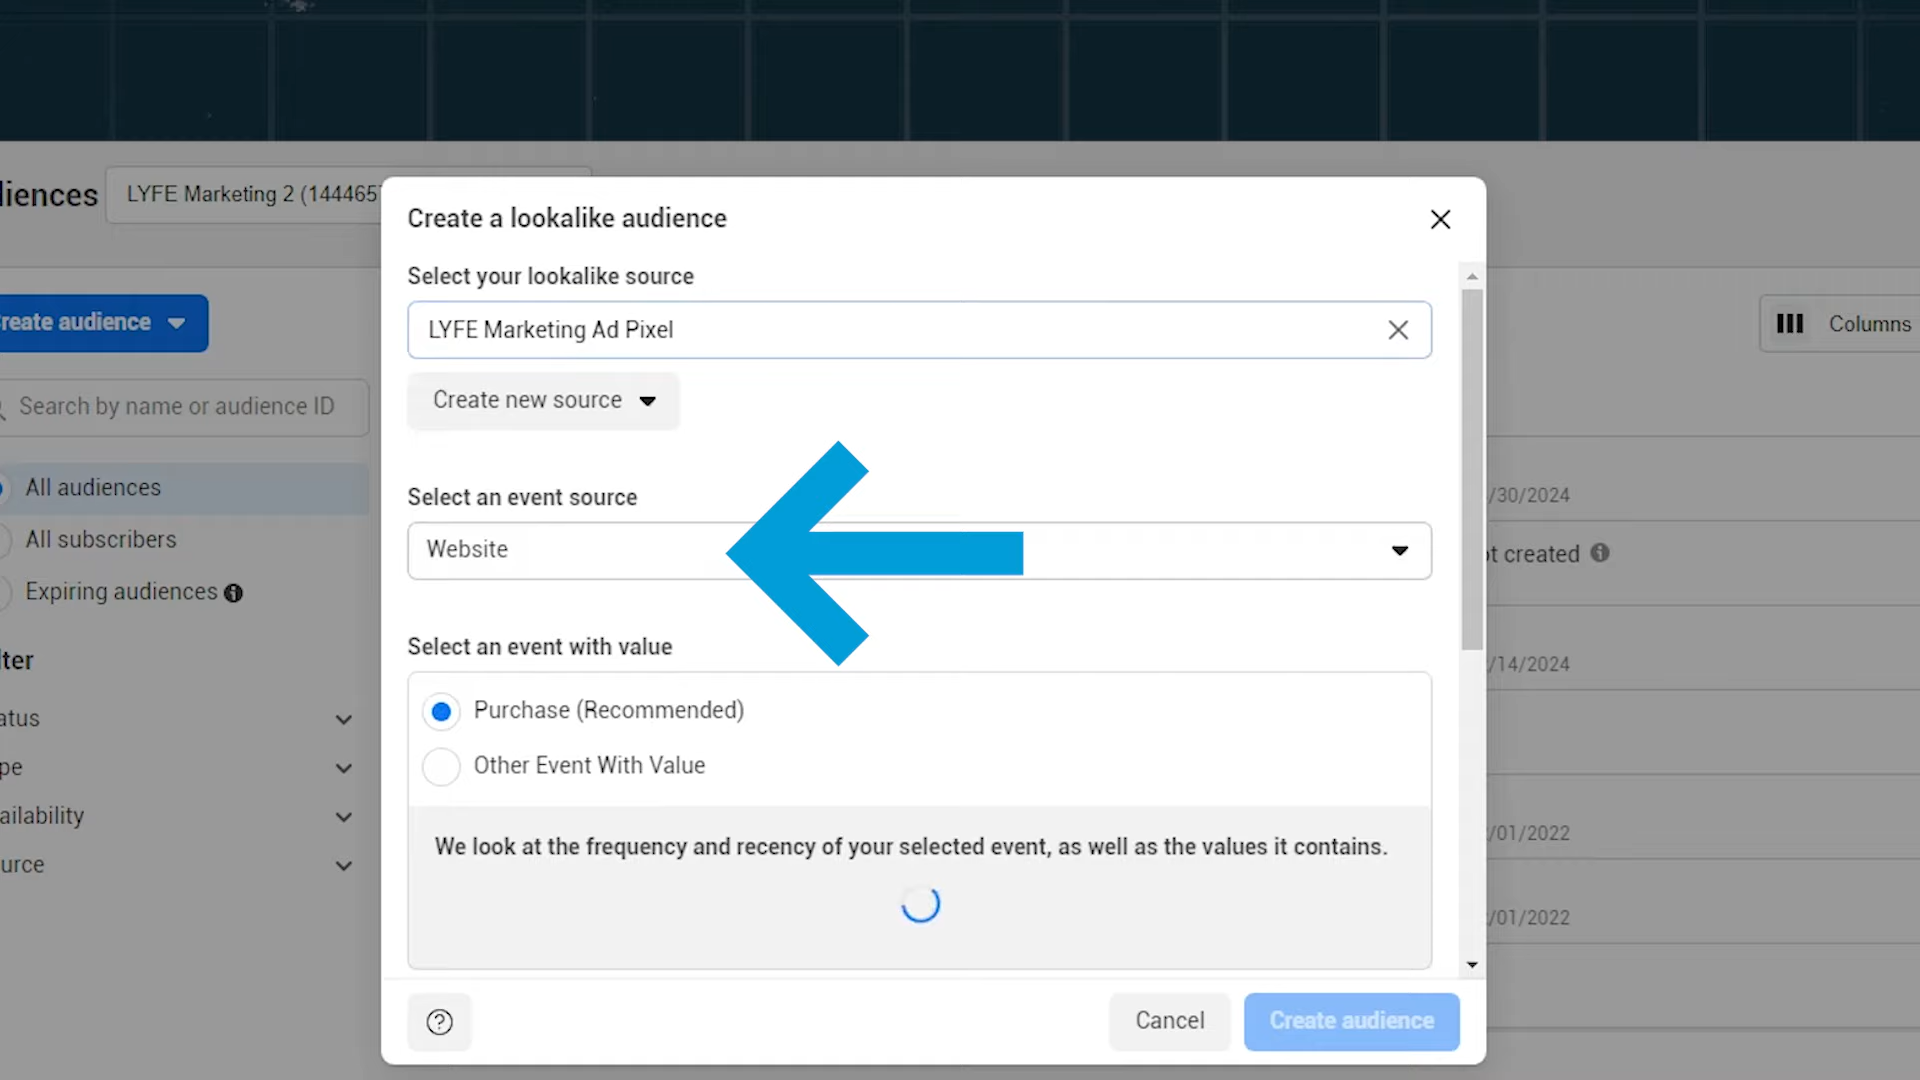 diences
LYFE Marketing 2 (144465
Create a lookalike audience
Select your lookalike source
reate audience
LYFE Marketing Ad Pixel
Columns
Search by name or audience ID
Create new source
All audiences
Select an event source
/30/2024
All subscribers
Website
ot created
Expiring audiences
Select an event with value
lter
/14/2024
atus
Purchase (Recommended)
pe
Other Event With Value
ailability
We look at the frequency and recency of your selected event, as well as the values it contains.
/01/2022
urce
/01/2022
Cancel
Create audience